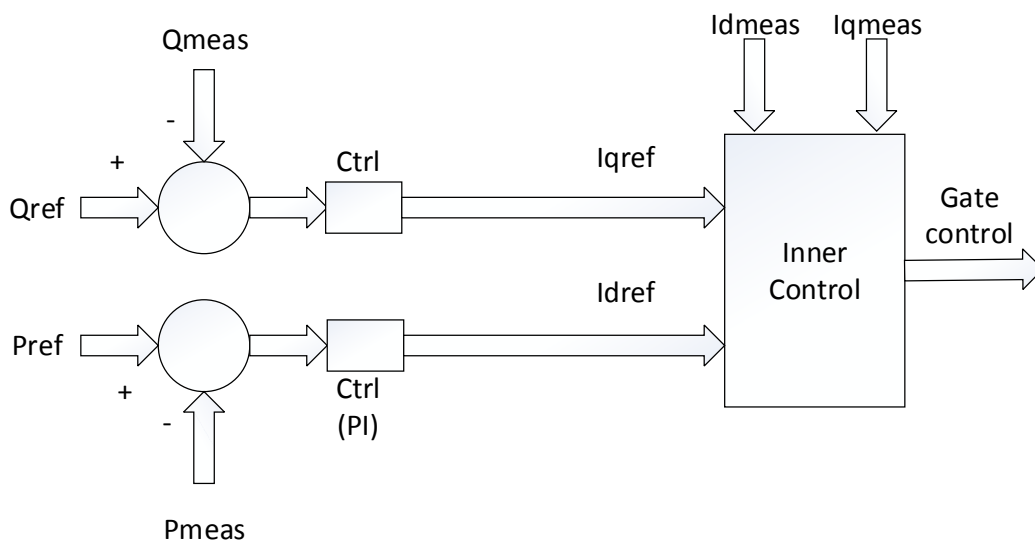 Idmeas
Iqmeas
Qmeas
-
+
Ctrl
Iqref
Qref
Gate
control
Inner
Control
Idref
Pref
+
-
Ctrl
(PI)
Pmeas